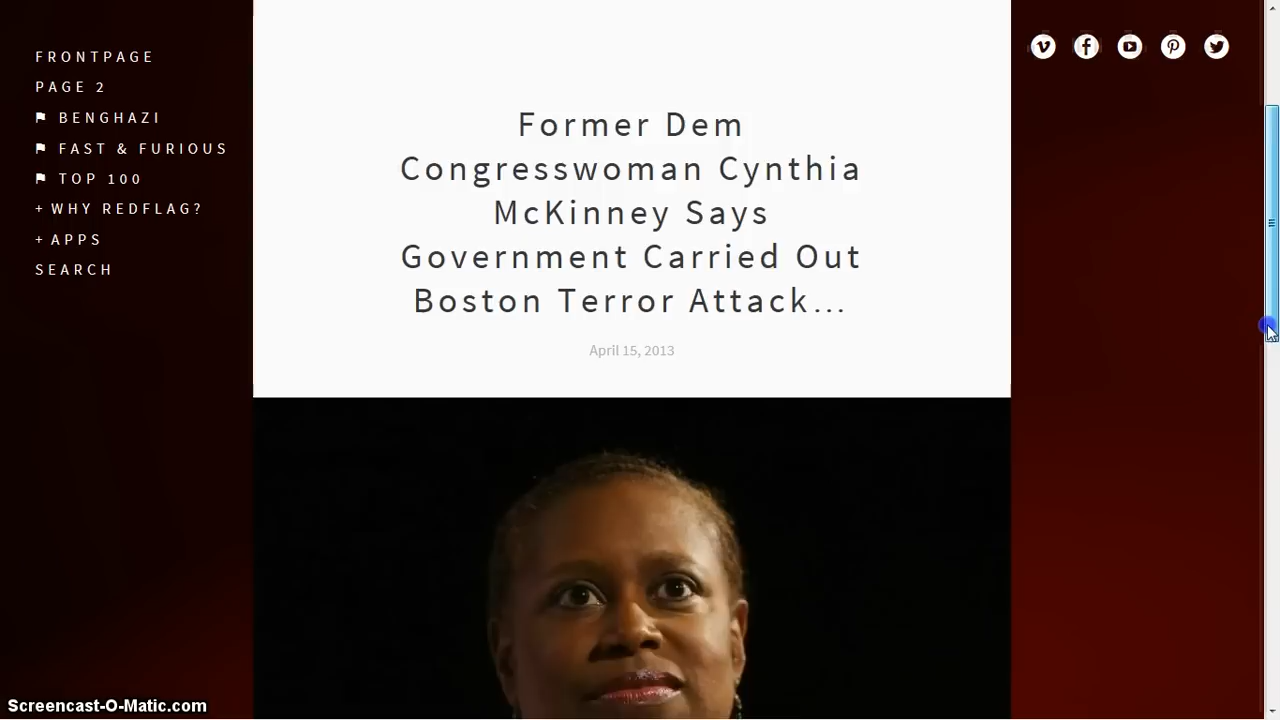 FRONTPAGE
PAGE 2
BENGHAZI
FAST & FURIOUS
TOP 100
+ WHY REDFLAG?
+ APPS
SEARCH
Former Dem
Congresswoman Cynthia
McKinney Says
Government Carried Out
Boston Terror Attack...
April 15, 2013
Screencast-O-Matic.com